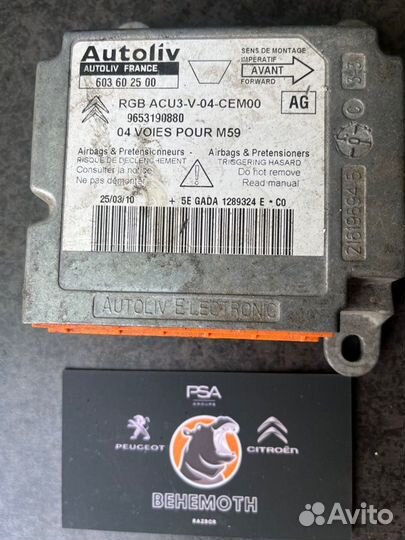 Autoliv
AUTOLIV FRANCE
603 60 25 00
SENS DE MONTAGE
IMPERATIF
AVANT
FORWARD
RGB ACU3-V-04-CEM00
AG
9653190880
04 VOIES POUR M59
Airbags & Pretensionneurs
RISQUE DE DECLENCHEMENT
Consulter la notice
Ne pas démonter
Airbags & Pretensioners
TRIGGERING HASARD
Do not remove
Read manual
25/03/10
+ 5E GADA 1289324 E * C0
AUTOLIV ELECTRONIC
PSA
GROUPE
PEUGEOT
CITROËN
BEHEMOTH
RAZBOR
Avito